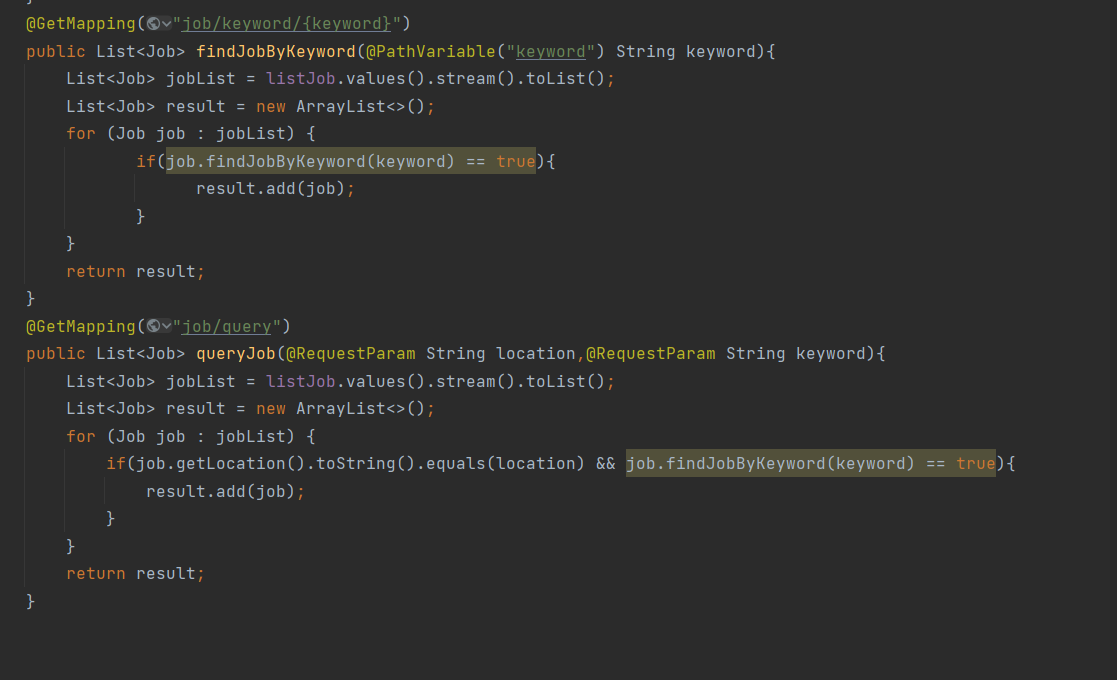 }
@GetMapping("job/keyword/{keyword}")
public List<Job> findJobByKeyword(@PathVariable("keyword") String keyword){
List<Job> jobList = listJob.values().stream().toList();
List<Job> result = new ArrayList<>();
for (Job job : jobList) {
if(job.findJobByKeyword(keyword) == true){
result.add(job);
}
}
return result;
}
@GetMapping("job/query")
public List<Job> queryJob(@RequestParam String location,@RequestParam String keyword){
List<Job> jobList = listJob.values().stream().toList();
List<Job> result = new ArrayList<>();
for (Job job : jobList) {
if(job.getLocation().toString().equals(location) && job.findJobByKeyword(keyword) == true){
result.add(job);
}
}
return result;
}